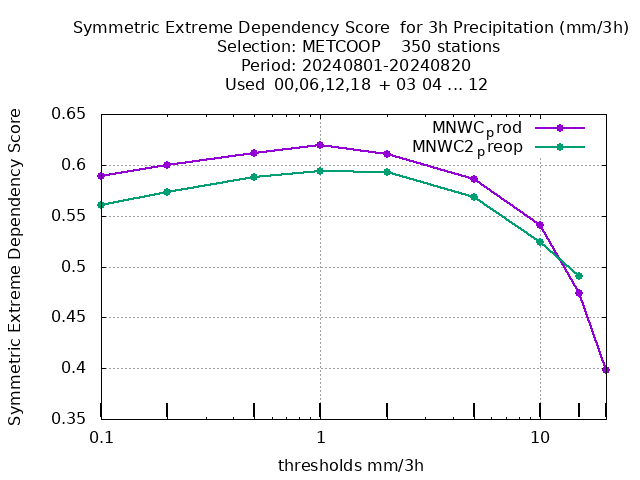 Symmetric Extreme Dependency Score  for 3h Precipitation (mm/3h)
Selection: METCOOP    350 stations
Period: 20240801-20240820
Used  00,06,12,18  + 03 04 ... 12
Symmetric Extreme Dependency Score
0.65
0.6
0.55
0.5
0.45
0.4
0.35
MNWCprod
MNWC2preop
0.1
1
10
thresholds mm/3h